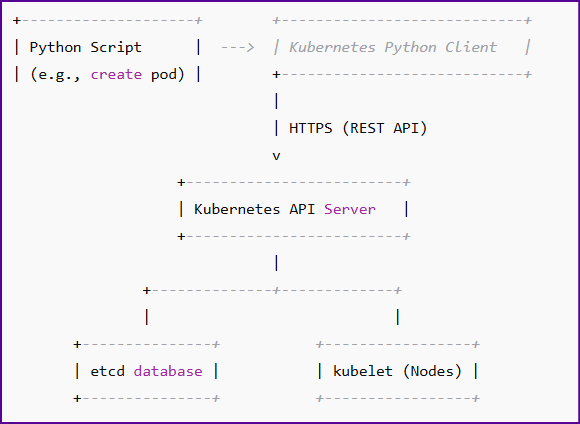 Python Script ---> Kubernetes Python Client
(e.g., create pod)
HTTPS (REST API)
v
Kubernetes API Server
etcd database kubelet (Nodes)